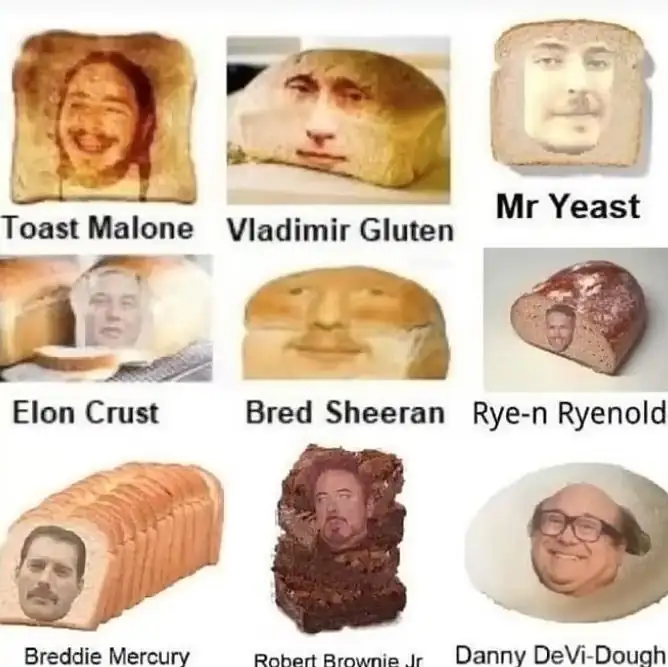 Toast Malone
Vladimir Gluten
Mr Yeast
Elon Crust
Bred Sheeran
Rye-n Ryenold
Breddie Mercury
Robert Brownie Jr
Danny DeVi-Dough